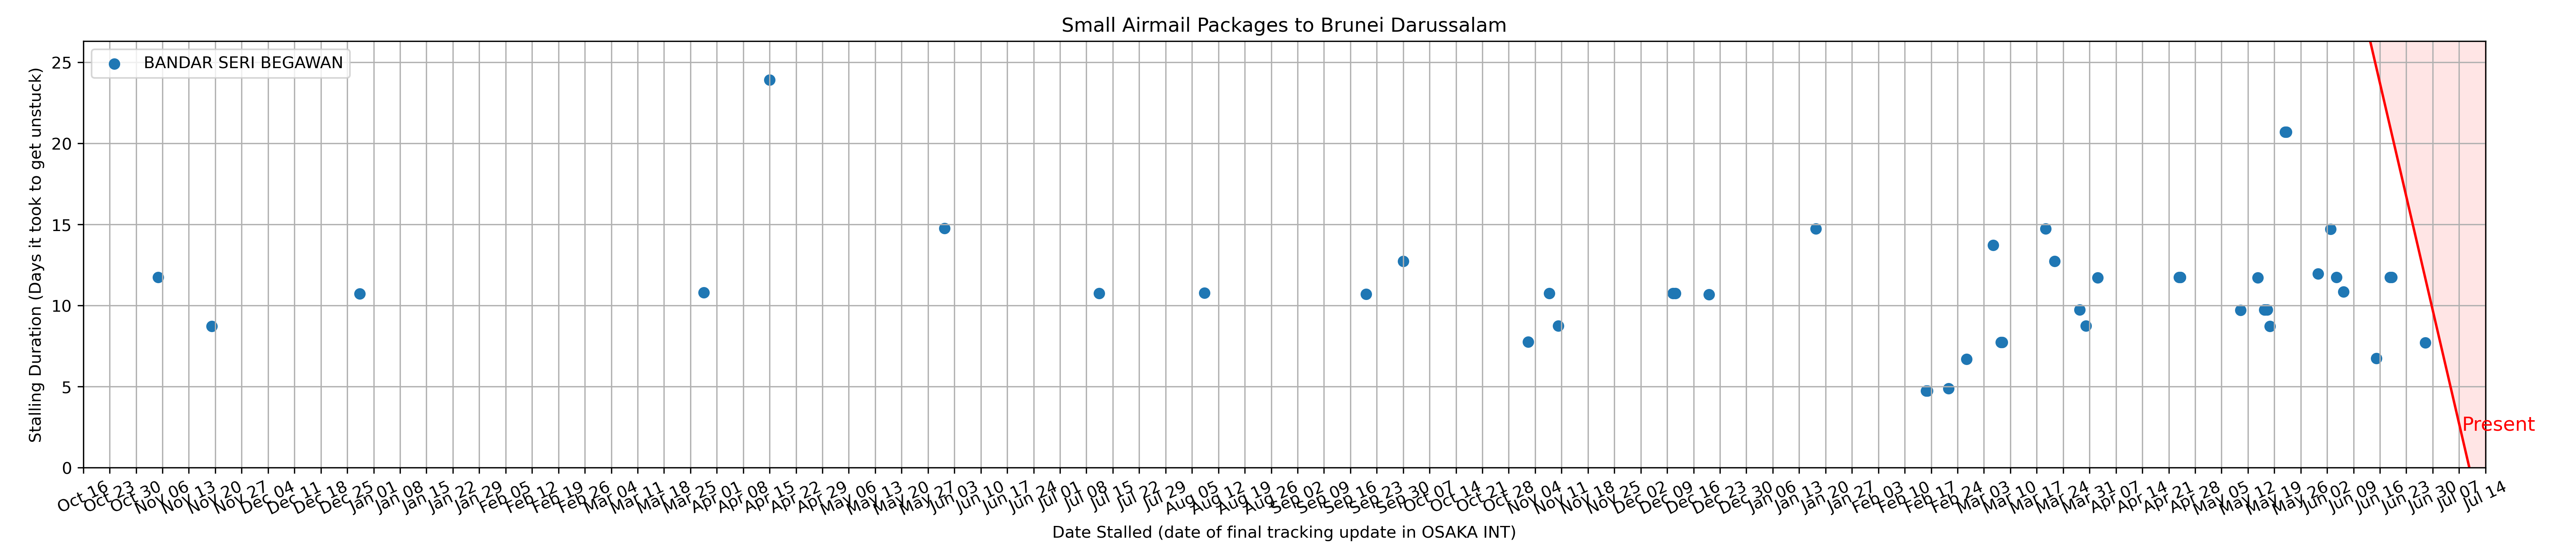 Small Airmail Packages to Brunei Darussalam
BANDAR SERI BEGAWAN
Stalling Duration (Days it took to get unstuck)
25
20
15
10
5
0
Present
Oct 16 Oct 23 Oct 30 Nov 06 Nov 13 Nov 20 Nov 27 Dec 04 Dec 11 Dec 18 Dec 25 Jan 01 Jan 08 Jan 15 Jan 22 Jan 29 Feb 05 Feb 12 Feb 19 Feb 26 Mar 04 Mar 11 Mar 18 Mar 25 Apr 01 Apr 08 Apr 15 Apr 22 Apr 29 May 06 May 13 May 20 May 27 Jun 03 Jun 10 Jun 17 Jun 24 Jul 01 Jul 08 Jul 15 Jul 22 Jul 29 Aug 05 Aug 12 Aug 19 Aug 26 Sep 02 Sep 09 Sep 16 Sep 23 Sep 30 Oct 07 Oct 14 Oct 21 Oct 28 Nov 04 Nov 11 Nov 18 Nov 25 Dec 02 Dec 09 Dec 16 Dec 23 Dec 30 Jan 06 Jan 13 Jan 20 Jan 27 Feb 03 Feb 10 Feb 17 Feb 24 Mar 03 Mar 10 Mar 17 Mar 24 Mar 31 Apr 07 Apr 14 Apr 21 Apr 28 May 05 May 12 May 19 May 26 Jun 02 Jun 09 Jun 16 Jun 23 Jun 30 Jul 07 Jul 14
Date Stalled (date of final tracking update in OSAKA INT)